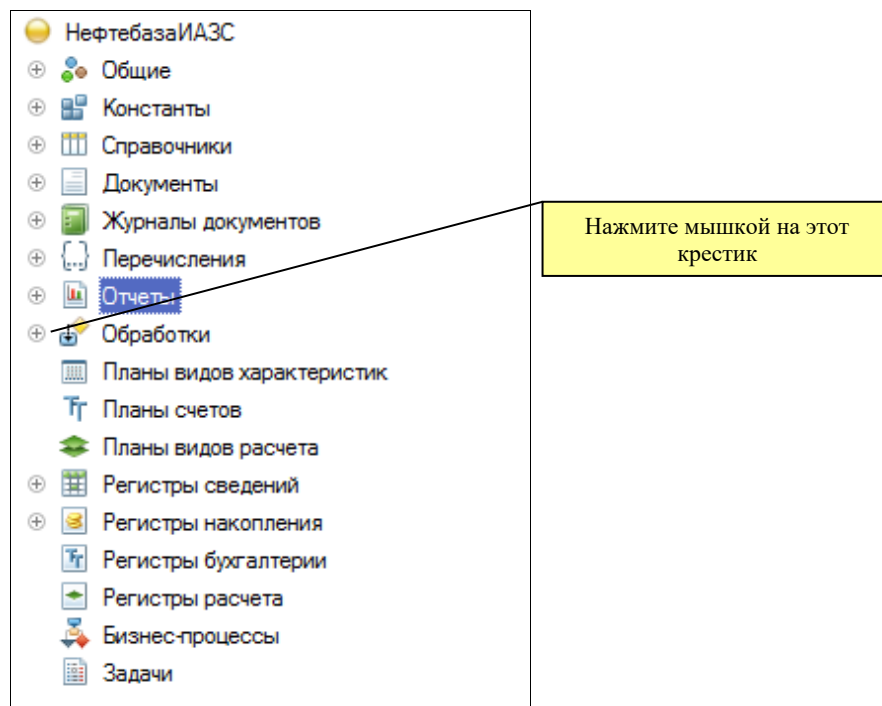 НефтебазаИАЗС
Общие
Константы
Справочники
Документы
Журналы документов
Перечисления
Отчеты
Обработки
Планы видов характеристик
Планы счетов
Планы видов расчета
Регистры сведений
Регистры накопления
Регистры бухгалтерии
Регистры расчета
Бизнес-процессы
Задачи
Нажмите мышкой на этот
крестик